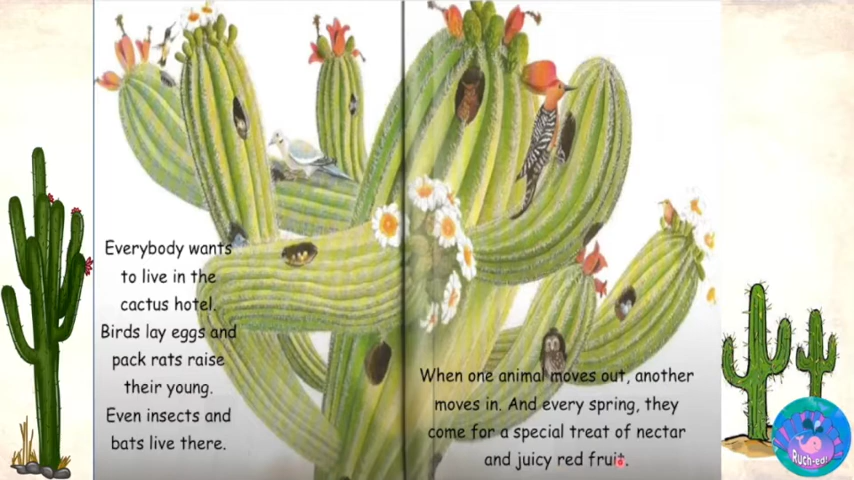 Everybody wants
to live in the
cactus hotel.
Birds lay eggs and
pack rats raise
their young.
Even insects and
bats live there.
When one animal moves out, another
moves in. And every spring, they
come for a special treat of nectar
and juicy red fruit.
Ruch-ed!